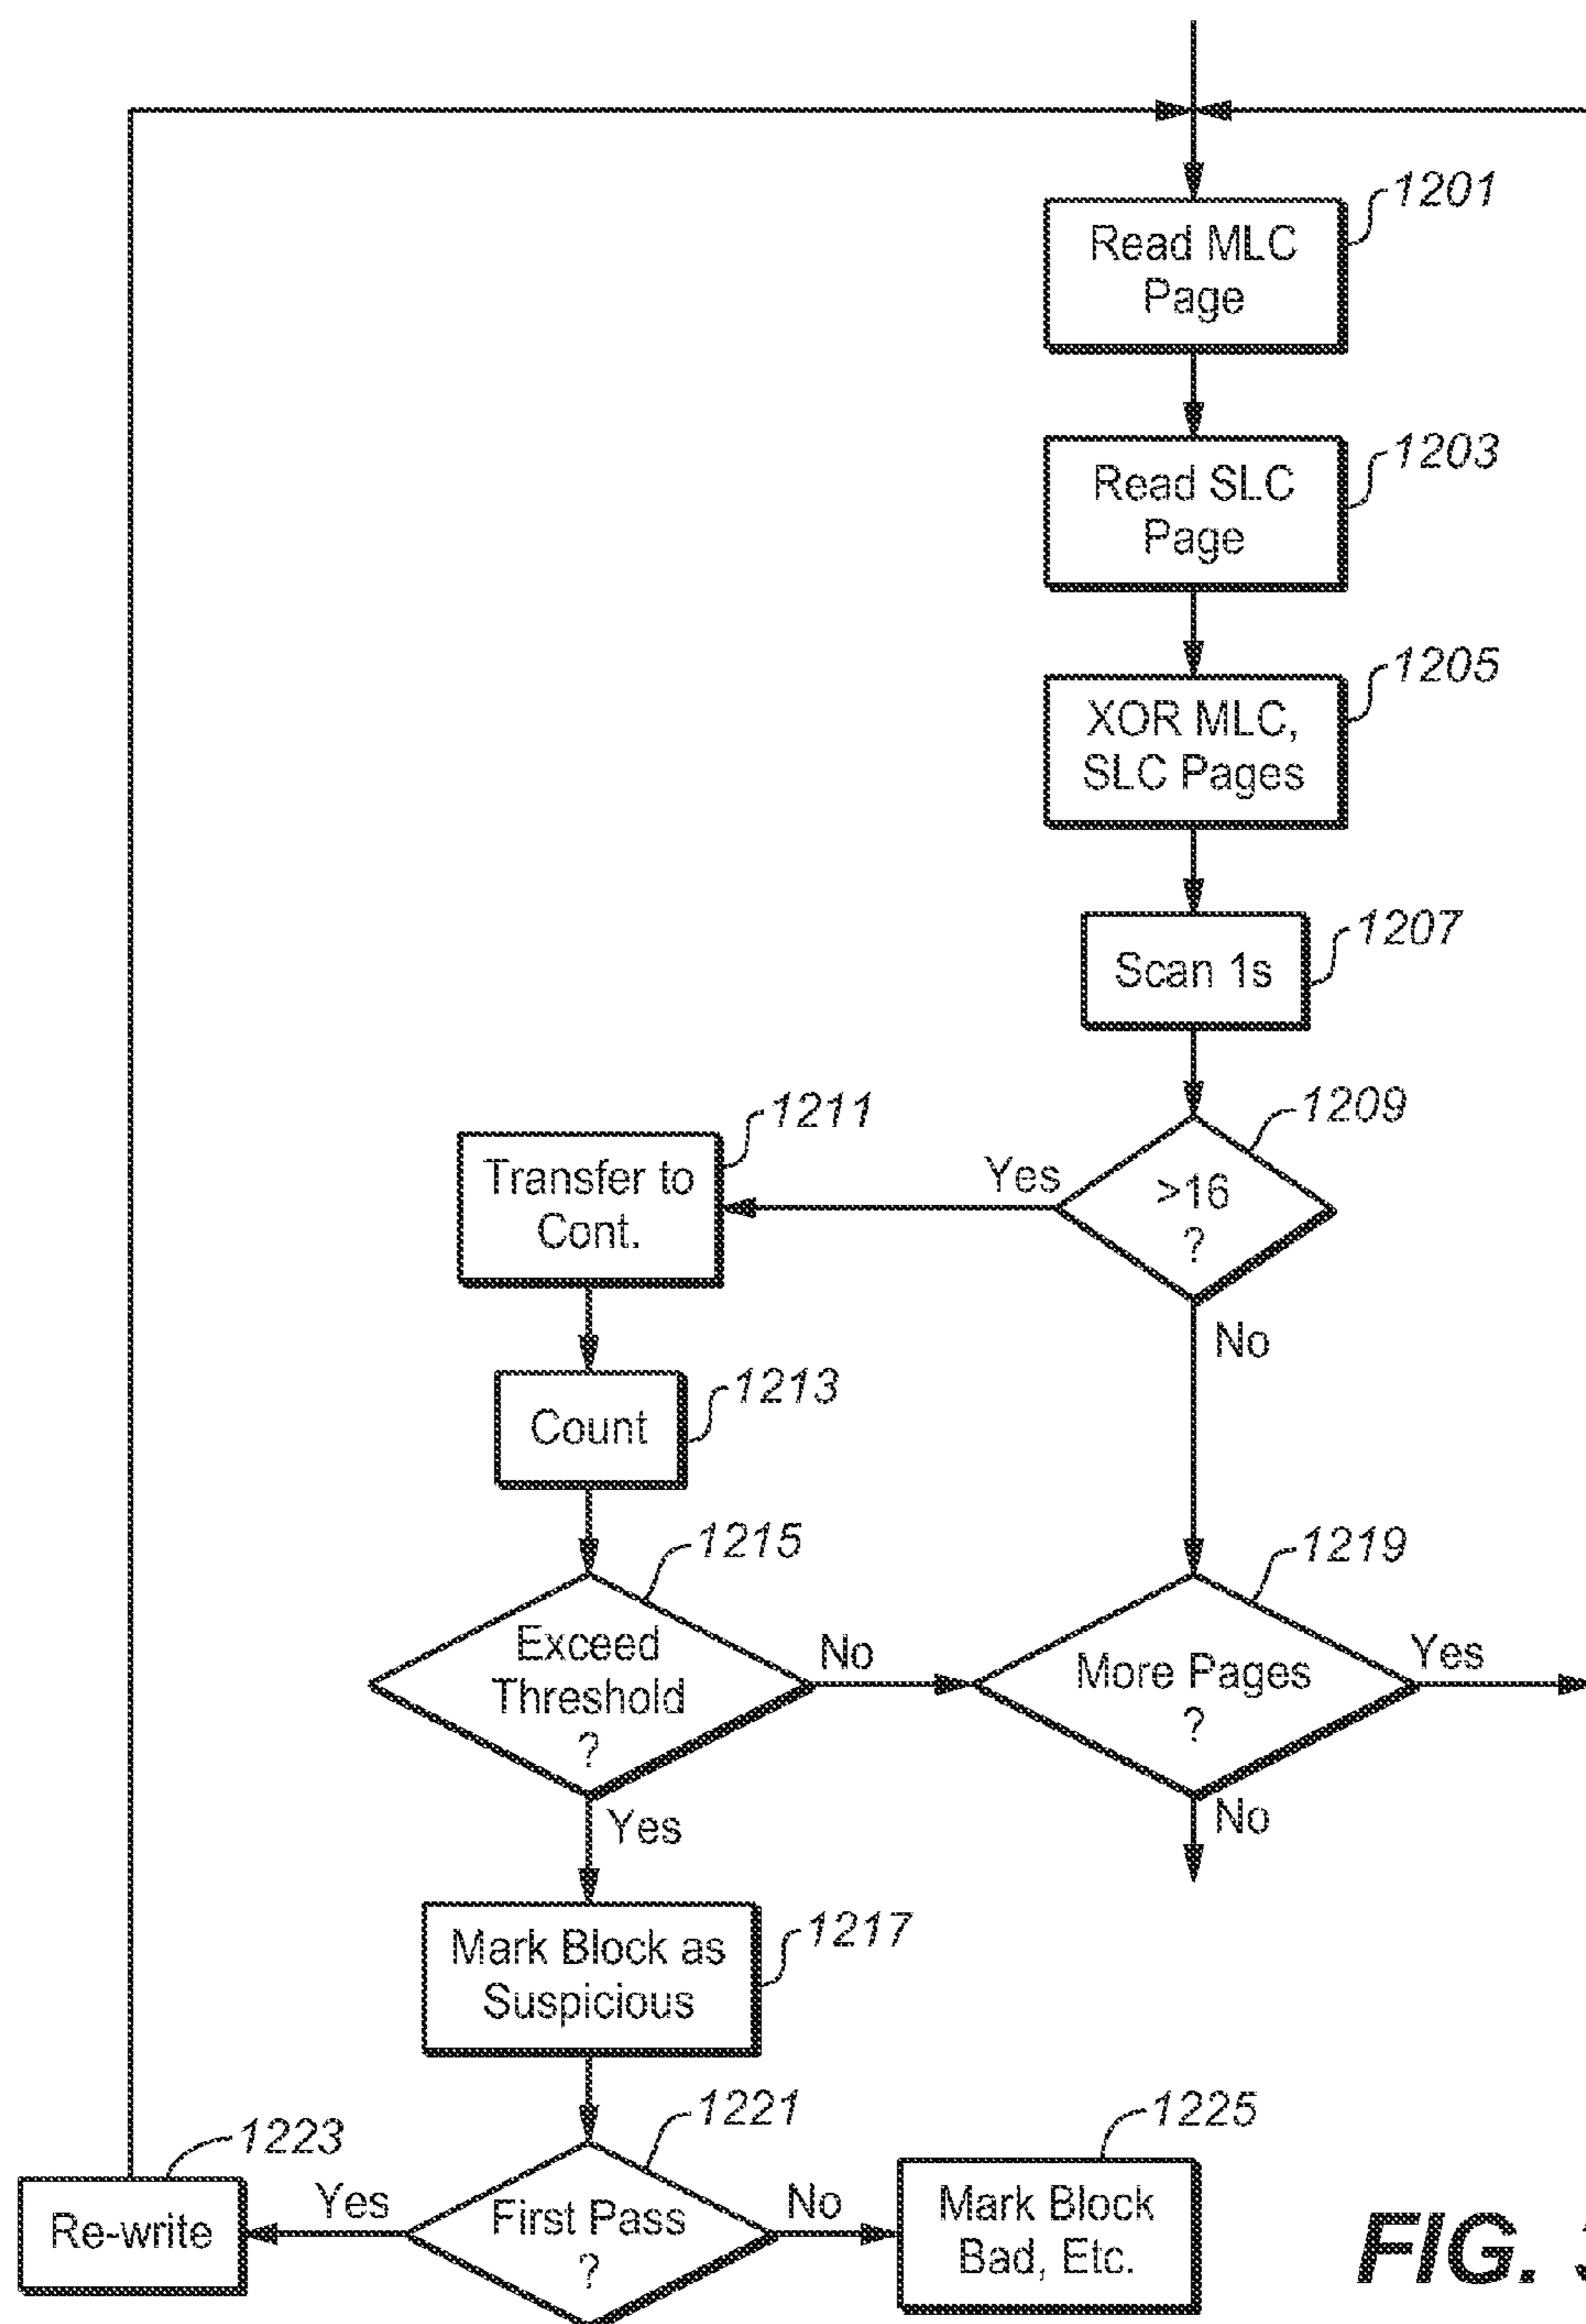 1201
Read MLC
Page
1203
Read SLC
Page
1205
XOR MLC,
SLC Pages
1207
Scan 1s
1209
>16
?
Yes
No
1211
Transfer to
Cont.
1213
Count
1215
Exceed
Threshold
?
No
Yes
1219
More Pages
?
Yes
No
1217
Mark Block as
Suspicious
1221
First Pass
?
Yes
No
1223
Re-write
1225
Mark Block
Bad, Etc.
FIG.